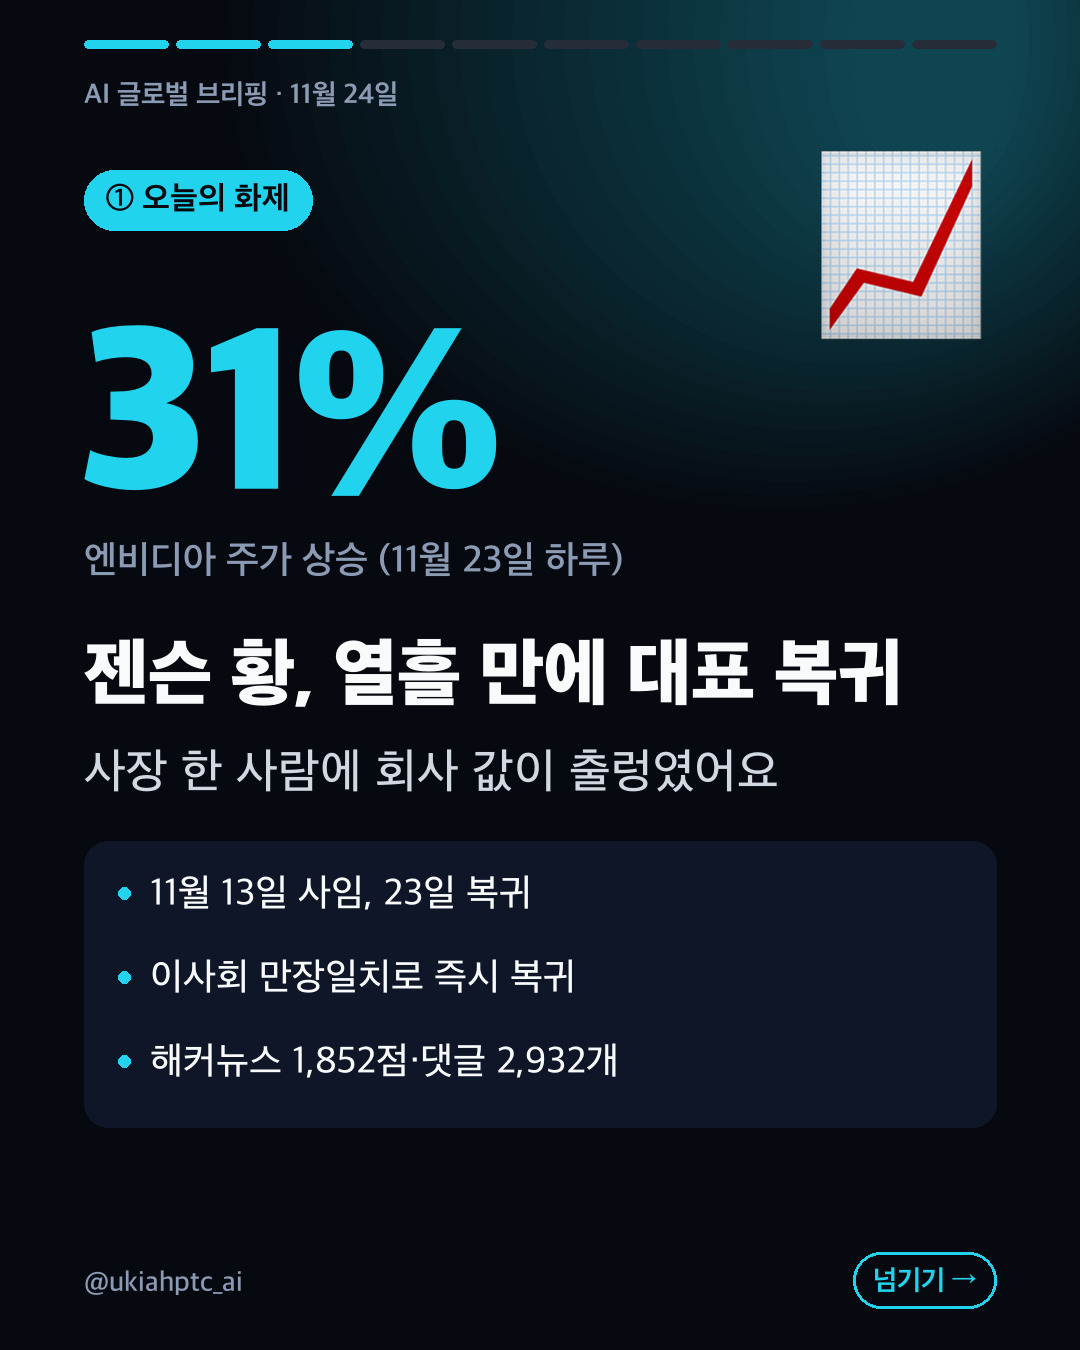 AI 글로벌 브리핑 · 11월 24일
① 오늘의 화제
31%
엔비디아 주가 상승 (11월 23일 하루)
젠슨 황, 열흘 만에 대표 복귀
사장 한 사람에 회사 값이 출렁였어요
11월 13일 사임, 23일 복귀
이사회 만장일치로 즉시 복귀
해커뉴스 1,852점·댓글 2,932개
@ukiahptc_ai
넘기기 →